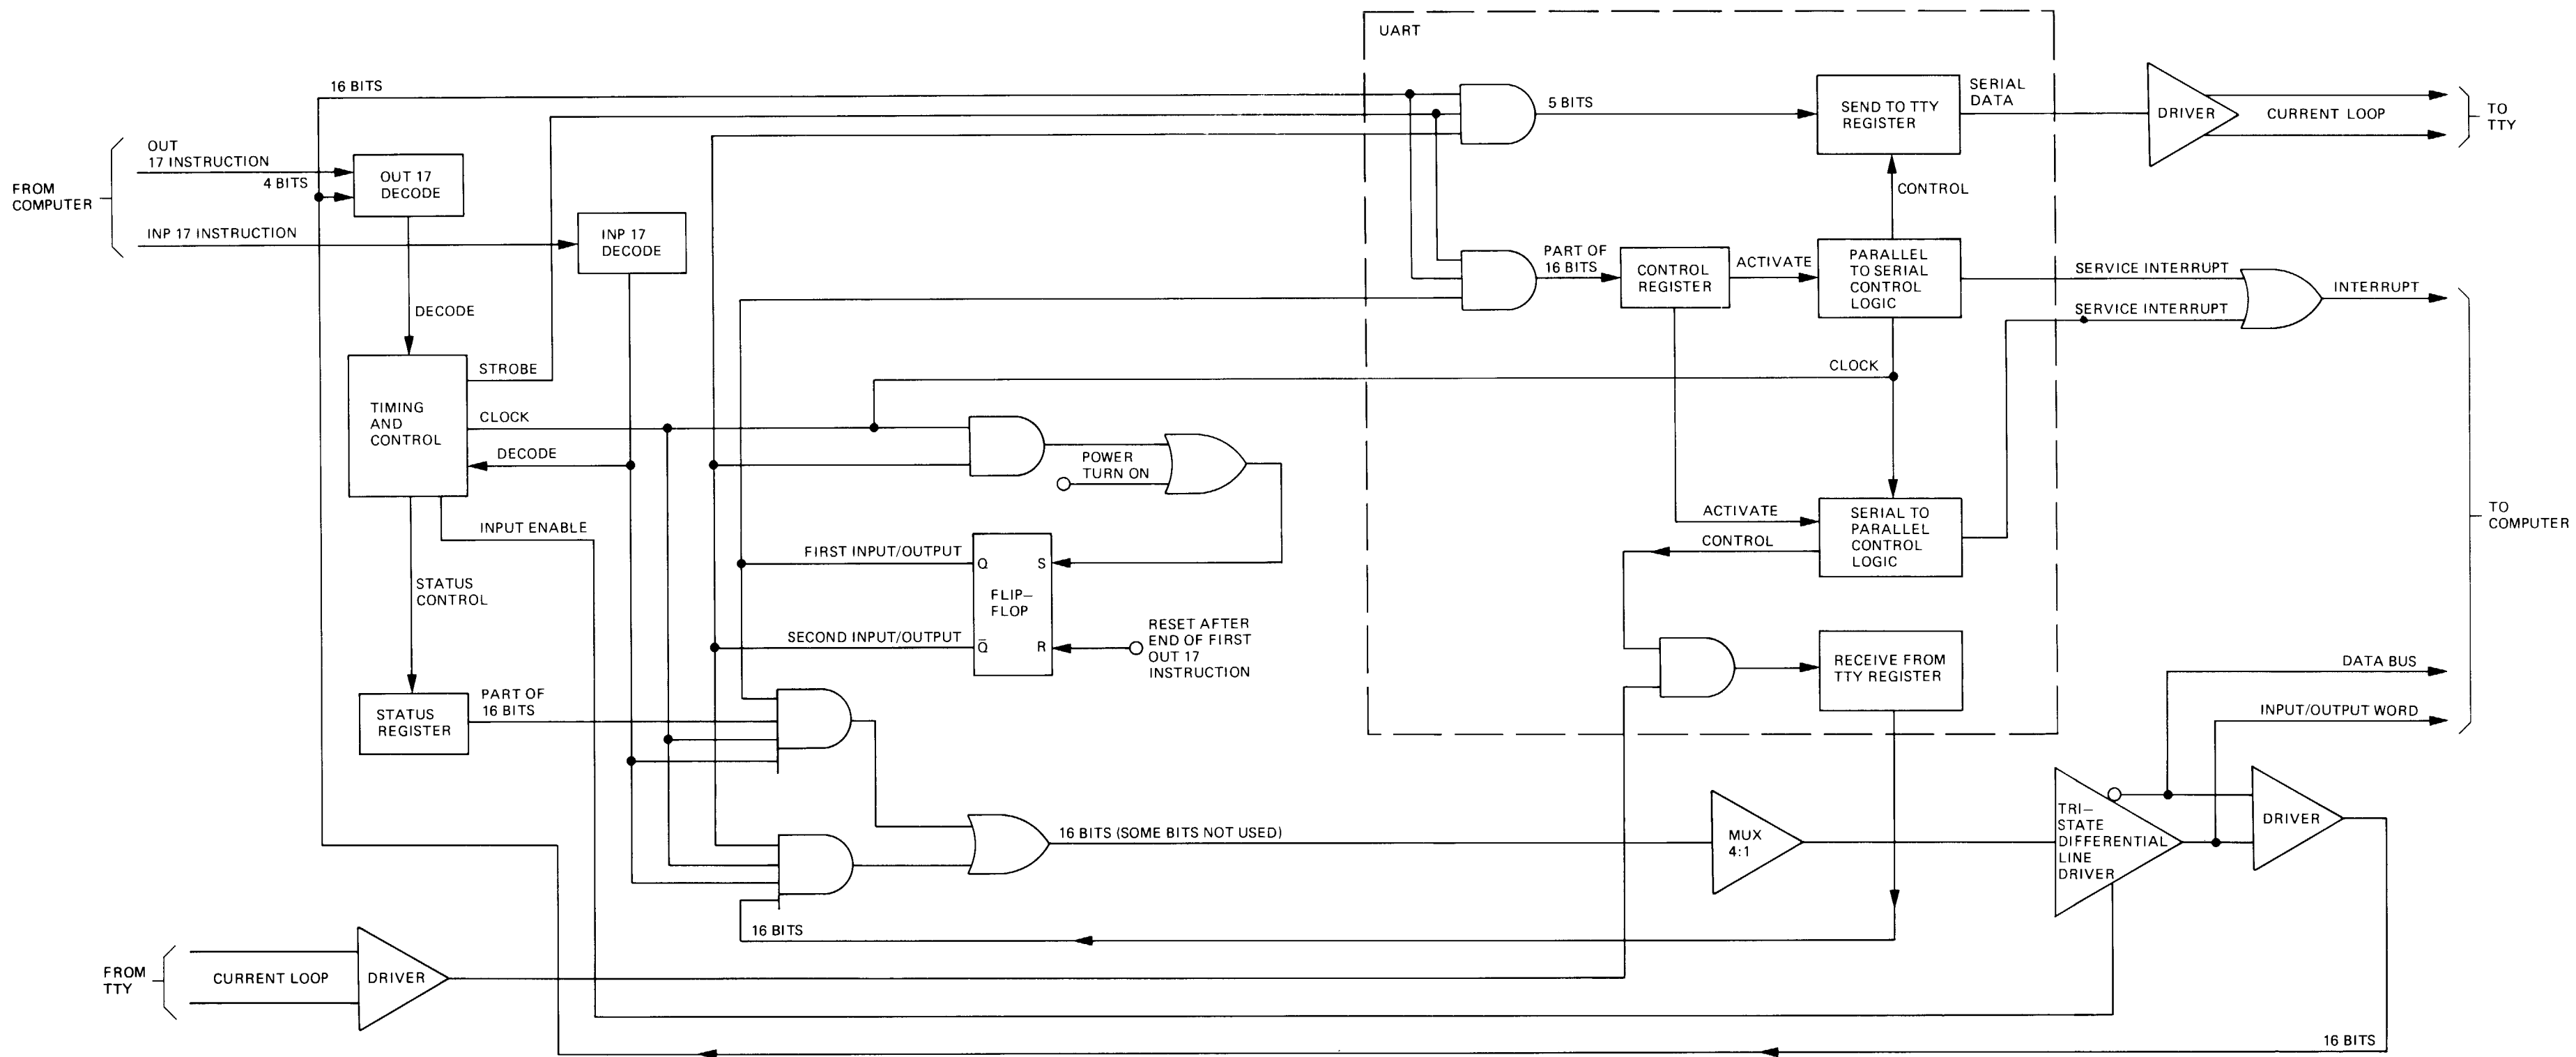 UART
16 BITS
5 BITS
SEND TO TTY
REGISTER
SERIAL
DATA
DRIVER
CURRENT LOOP
TO
TTY
OUT
17 INSTRUCTION
4 BITS
OUT 17
DECODE
FROM
COMPUTER
CONTROL
INP 17 INSTRUCTION
INP 17
DECODE
PART OF
16 BITS
CONTROL
REGISTER
ACTIVATE
PARALLEL
TO SERIAL
CONTROL
LOGIC
SERVICE INTERRUPT
SERVICE INTERRUPT
INTERRUPT
DECODE
STROBE
CLOCK
TIMING
AND
CONTROL
CLOCK
DECODE
POWER
TURN ON
INPUT ENABLE
ACTIVATE
CONTROL
SERIAL TO
PARALLEL
CONTROL
LOGIC
TO
COMPUTER
FIRST INPUT/OUTPUT
Q
S
FLIP–
FLOP
STATUS
CONTROL
SECOND INPUT/OUTPUT
Q̄
R
RESET AFTER
END OF FIRST
OUT 17
INSTRUCTION
RECEIVE FROM
TTY REGISTER
DATA BUS
STATUS
REGISTER
PART OF
16 BITS
INPUT/OUTPUT WORD
16 BITS (SOME BITS NOT USED)
MUX
4:1
TRI–
STATE
DIFFERENTIAL
LINE
DRIVER
DRIVER
16 BITS
FROM
TTY
CURRENT LOOP
DRIVER
16 BITS